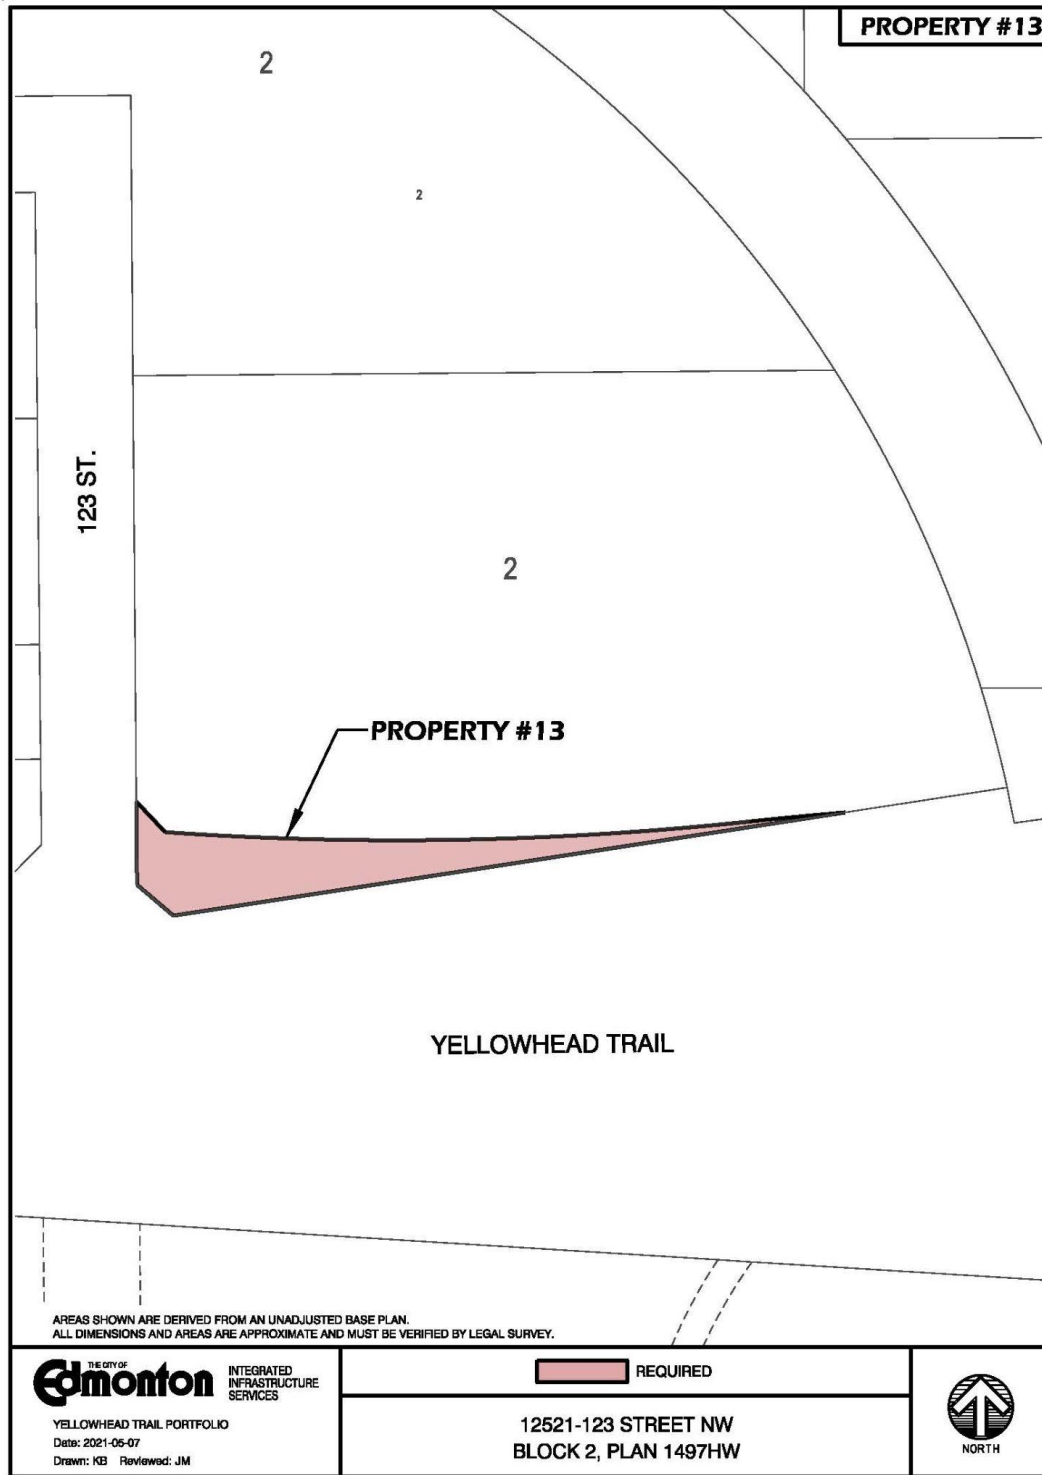 PROPERTY #13
2
2
123 ST.
2
PROPERTY #13
YELLOWHEAD TRAIL
AREAS SHOWN ARE DERIVED FROM AN UNADJUSTED BASE PLAN.
ALL DIMENSIONS AND AREAS ARE APPROXIMATE AND MUST BE VERIFIED BY LEGAL SURVEY.
THE CITY OF
Edmonton
INTEGRATED
INFRASTRUCTURE
SERVICES
YELLOWHEAD TRAIL PORTFOLIO
Date: 2021-05-07
Drawn: KB Reviewed: JM
REQUIRED
12521-123 STREET NW
BLOCK 2, PLAN 1497HW
NORTH